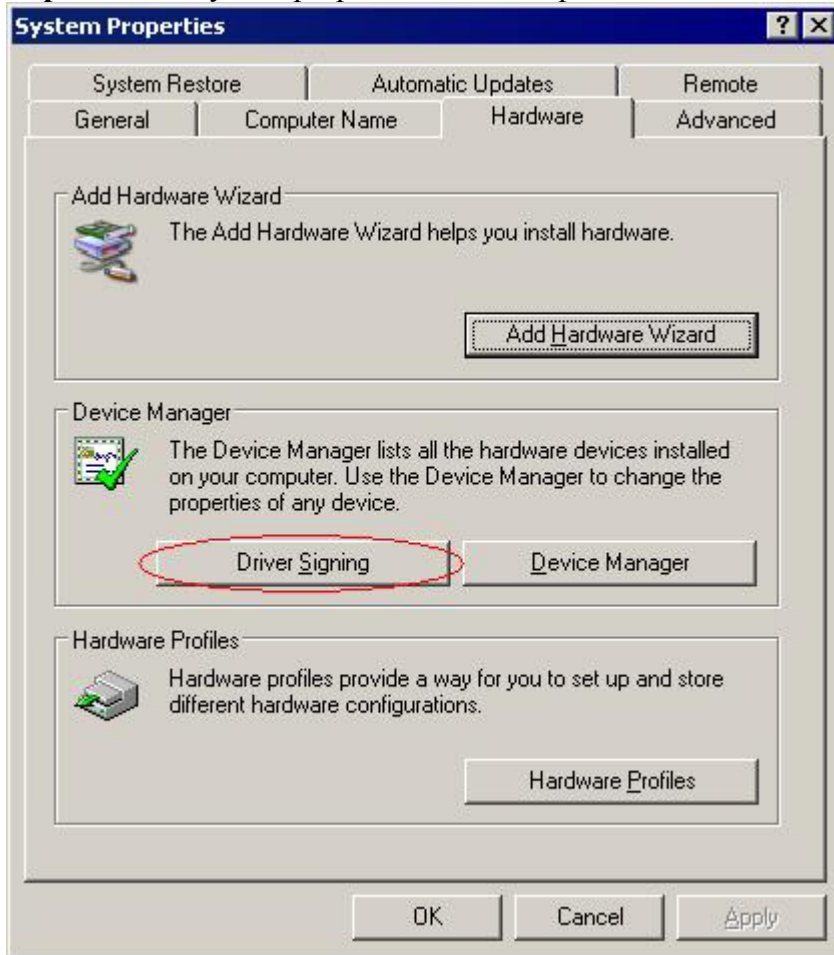 System Properties
System Restore Automatic Updates Remote
General Computer Name Hardware Advanced
Add Hardware Wizard
The Add Hardware Wizard helps you install hardware.
Add Hardware Wizard
Device Manager
The Device Manager lists all the hardware devices installed
on your computer. Use the Device Manager to change the
properties of any device.
Driver Signing Device Manager
Hardware Profiles
Hardware profiles provide a way for you to set up and store
different hardware configurations.
Hardware Profiles
OK Cancel Apply